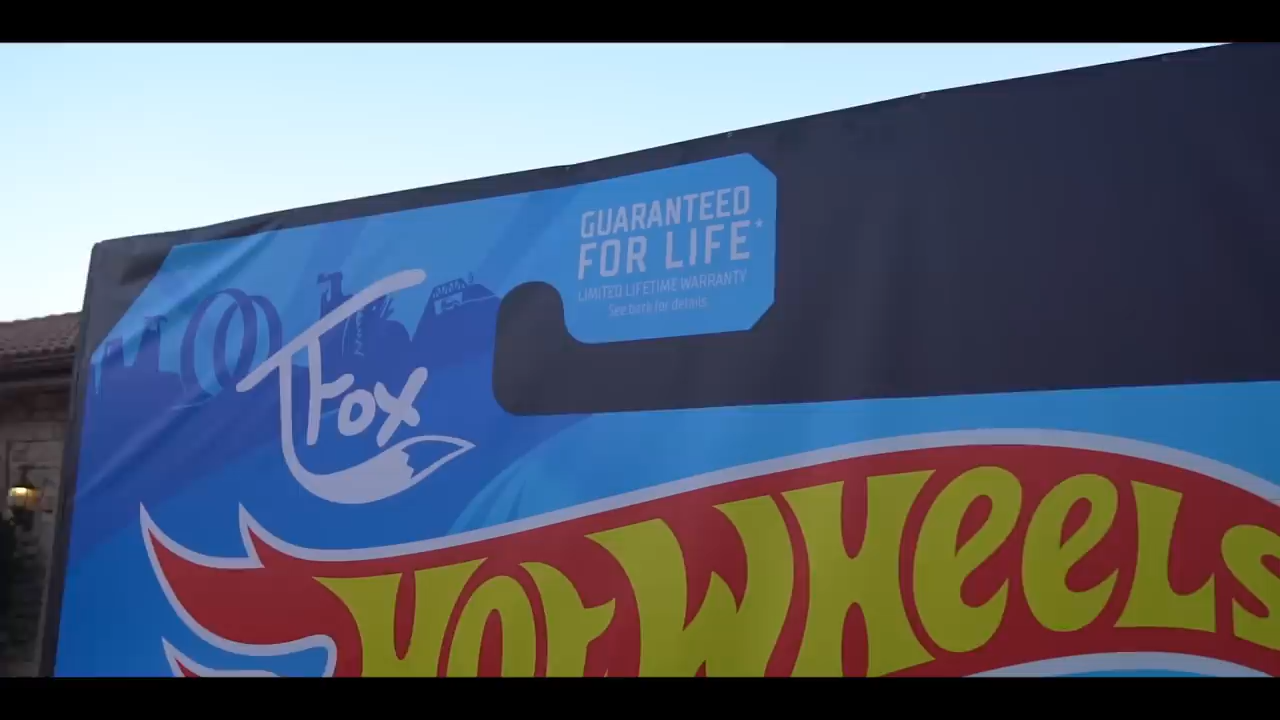 GUARANTEED
FOR LIFE*
LIMITED LIFETIME WARRANTY
See back for details.
TFox
HOT WHEELS